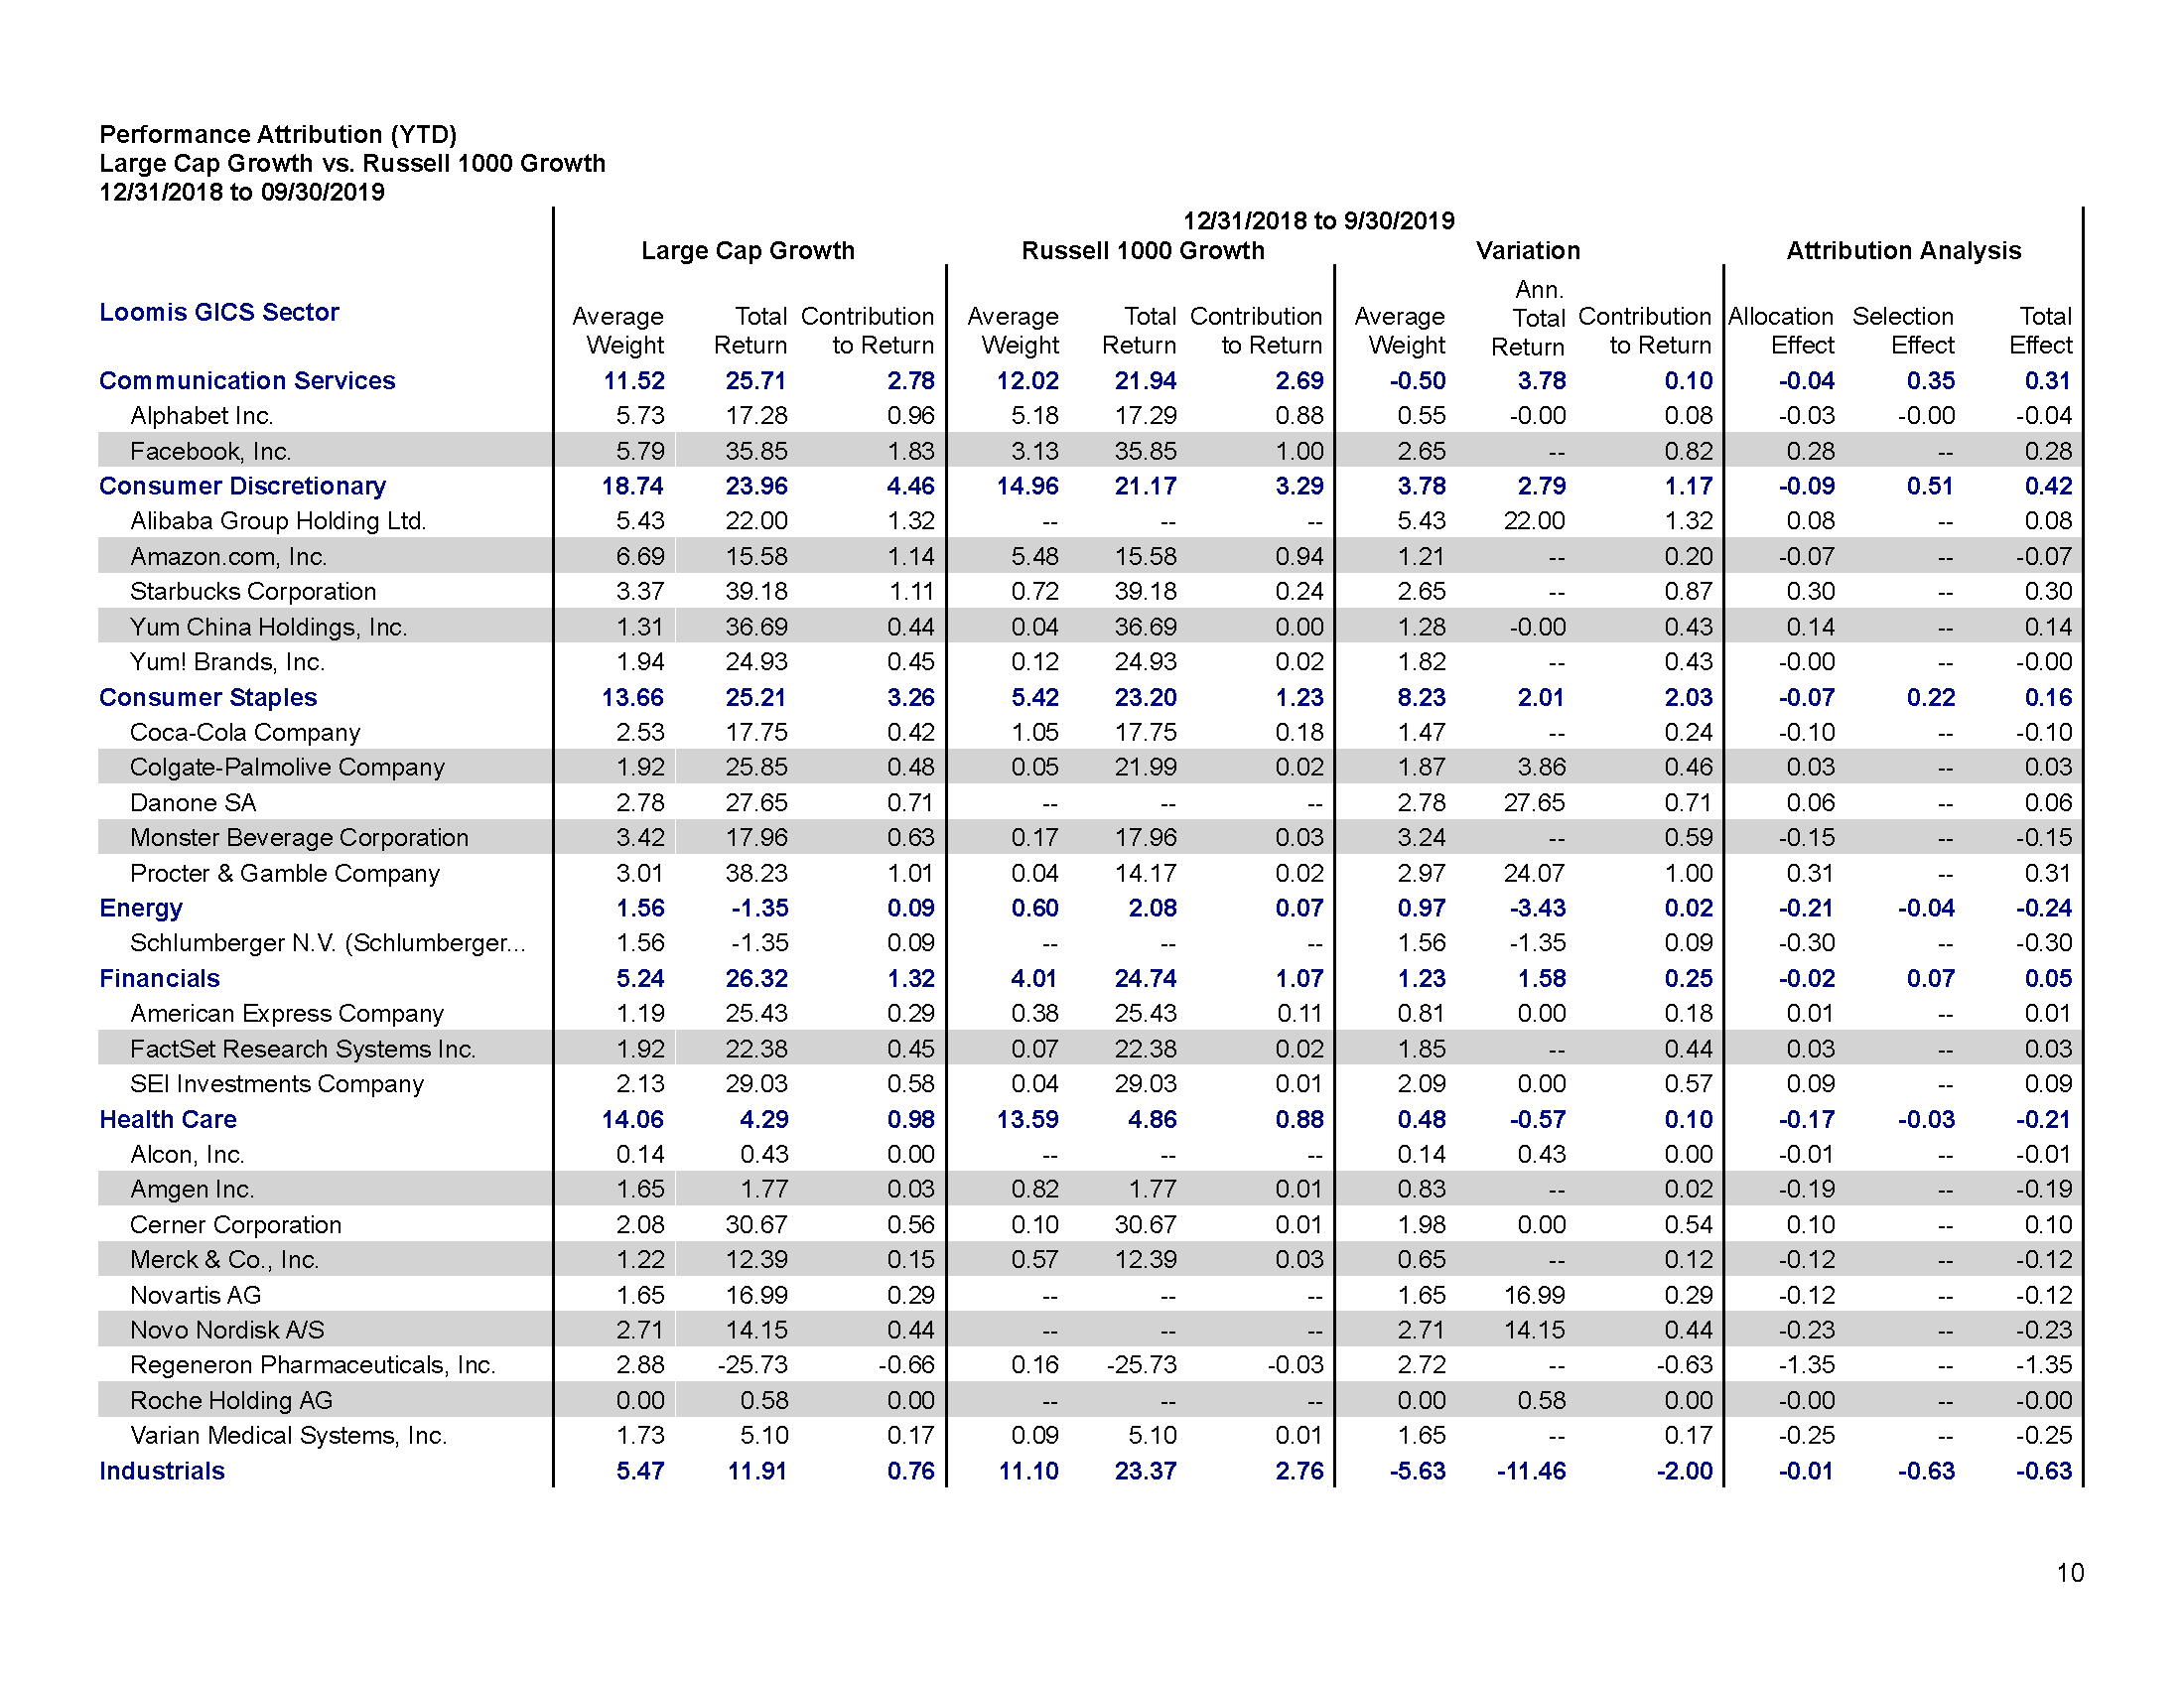 Performance Attribution (YTD)
Large Cap Growth vs. Russell 1000 Growth
12/31/2018 to 09/30/2019
12/31/2018 to 9/30/2019
Large Cap Growth Russell 1000 Growth Variation Attribution Analysis
Loomis GICS Sector Average Weight Total Return Contribution to Return Average Weight Total Return Contribution to Return Average Weight Ann. Total Return Contribution to Return Allocation Effect Selection Effect Total Effect
Communication Services 11.52 25.71 2.78 12.02 21.94 2.69 -0.50 3.78 0.10 -0.04 0.35 0.31
Alphabet Inc. 5.73 17.28 0.96 5.18 17.29 0.88 0.55 -0.00 0.08 -0.03 -0.00 -0.04
Facebook, Inc. 5.79 35.85 1.83 3.13 35.85 1.00 2.65 -- 0.82 0.28 -- 0.28
Consumer Discretionary 18.74 23.96 4.46 14.96 21.17 3.29 3.78 2.79 1.17 -0.09 0.51 0.42
Alibaba Group Holding Ltd. 5.43 22.00 1.32 -- -- -- 5.43 22.00 1.32 0.08 -- 0.08
Amazon.com, Inc. 6.69 15.58 1.14 5.48 15.58 0.94 1.21 -- 0.20 -0.07 -- -0.07
Starbucks Corporation 3.37 39.18 1.11 0.72 39.18 0.24 2.65 -- 0.87 0.30 -- 0.30
Yum China Holdings, Inc. 1.31 36.69 0.44 0.04 36.69 0.00 1.28 -0.00 0.43 0.14 -- 0.14
Yum! Brands, Inc. 1.94 24.93 0.45 0.12 24.93 0.02 1.82 -- 0.43 -0.00 -- -0.00
Consumer Staples 13.66 25.21 3.26 5.42 23.20 1.23 8.23 2.01 2.03 -0.07 0.22 0.16
Coca-Cola Company 2.53 17.75 0.42 1.05 17.75 0.18 1.47 -- 0.24 -0.10 -- -0.10
Colgate-Palmolive Company 1.92 25.85 0.48 0.05 21.99 0.02 1.87 3.86 0.46 0.03 -- 0.03
Danone SA 2.78 27.65 0.71 -- -- -- 2.78 27.65 0.71 0.06 -- 0.06
Monster Beverage Corporation 3.42 17.96 0.63 0.17 17.96 0.03 3.24 -- 0.59 -0.15 -- -0.15
Procter & Gamble Company 3.01 38.23 1.01 0.04 14.17 0.02 2.97 24.07 1.00 0.31 -- 0.31
Energy 1.56 -1.35 0.09 0.60 2.08 0.07 0.97 -3.43 0.02 -0.21 -0.04 -0.24
Schlumberger N.V. (Schlumberger... 1.56 -1.35 0.09 -- -- -- 1.56 -1.35 0.09 -0.30 -- -0.30
Financials 5.24 26.32 1.32 4.01 24.74 1.07 1.23 1.58 0.25 -0.02 0.07 0.05
American Express Company 1.19 25.43 0.29 0.38 25.43 0.11 0.81 0.00 0.18 0.01 -- 0.01
FactSet Research Systems Inc. 1.92 22.38 0.45 0.07 22.38 0.02 1.85 -- 0.44 0.03 -- 0.03
SEI Investments Company 2.13 29.03 0.58 0.04 29.03 0.01 2.09 0.00 0.57 0.09 -- 0.09
Health Care 14.06 4.29 0.98 13.59 4.86 0.88 0.48 -0.57 0.10 -0.17 -0.03 -0.21
Alcon, Inc. 0.14 0.43 0.00 -- -- -- 0.14 0.43 0.00 -0.01 -- -0.01
Amgen Inc. 1.65 1.77 0.03 0.82 1.77 0.01 0.83 -- 0.02 -0.19 -- -0.19
Cerner Corporation 2.08 30.67 0.56 0.10 30.67 0.01 1.98 0.00 0.54 0.10 -- 0.10
Merck & Co., Inc. 1.22 12.39 0.15 0.57 12.39 0.03 0.65 -- 0.12 -0.12 -- -0.12
Novartis AG 1.65 16.99 0.29 -- -- -- 1.65 16.99 0.29 -0.12 -- -0.12
Novo Nordisk A/S 2.71 14.15 0.44 -- -- -- 2.71 14.15 0.44 -0.23 -- -0.23
Regeneron Pharmaceuticals, Inc. 2.88 -25.73 -0.66 0.16 -25.73 -0.03 2.72 -- -0.63 -1.35 -- -1.35
Roche Holding AG 0.00 0.58 0.00 -- -- -- 0.00 0.58 0.00 -0.00 -- -0.00
Varian Medical Systems, Inc. 1.73 5.10 0.17 0.09 5.10 0.01 1.65 -- 0.17 -0.25 -- -0.25
Industrials 5.47 11.91 0.76 11.10 23.37 2.76 -5.63 -11.46 -2.00 -0.01 -0.63 -0.63
10